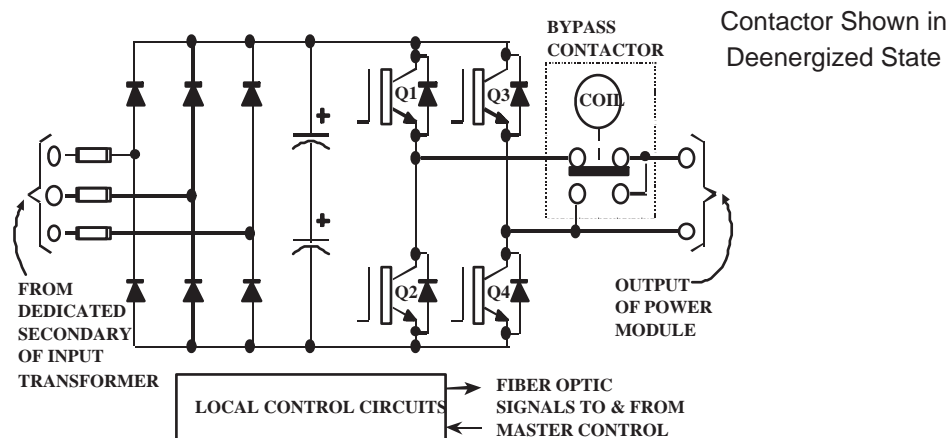 Contactor Shown in
Deenergized State
BYPASS
CONTACTOR
COIL
Q1
Q3
+
+
Q2
Q4
FROM
DEDICATED
SECONDARY
OF INPUT
TRANSFORMER
OUTPUT
OF POWER
MODULE
LOCAL CONTROL CIRCUITS
FIBER OPTIC
SIGNALS TO & FROM
MASTER CONTROL